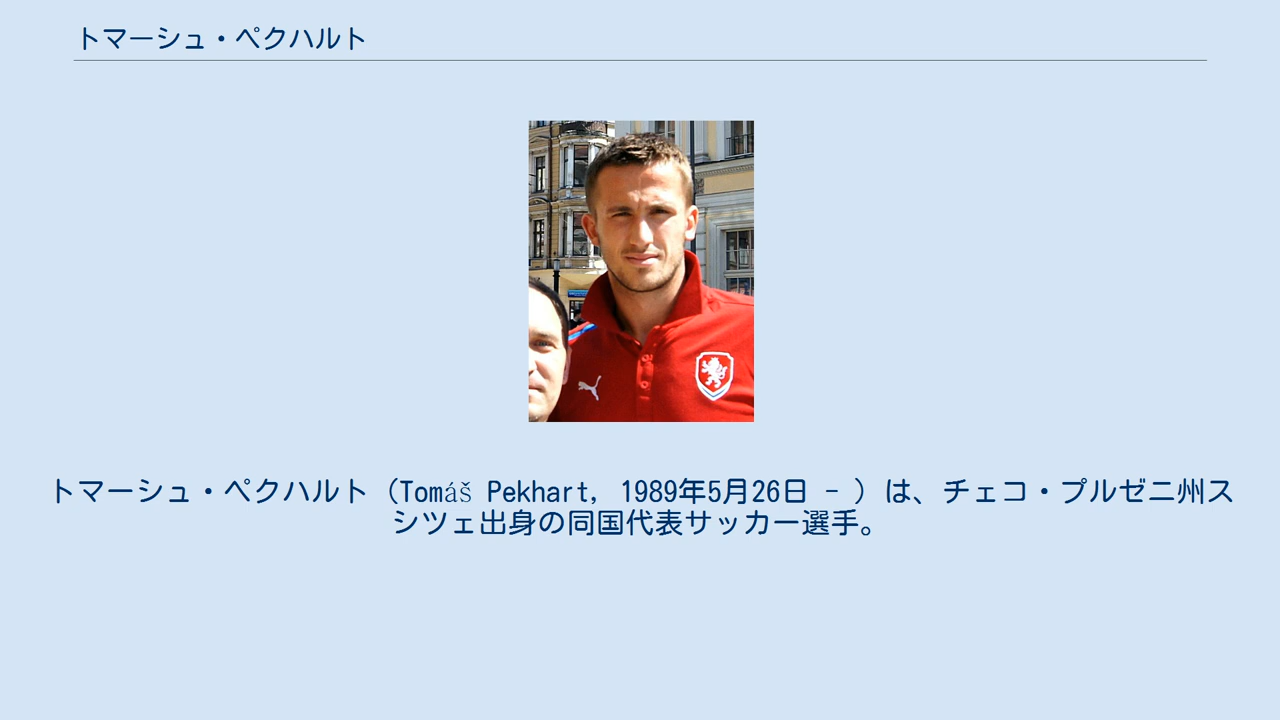 トマーシュ・ペクハルト
トマーシュ・ペクハルト（Tomáš Pekhart, 1989年5月26日 - ）は、チェコ・プルゼニ州ス
シツェ出身の同国代表サッカー選手。